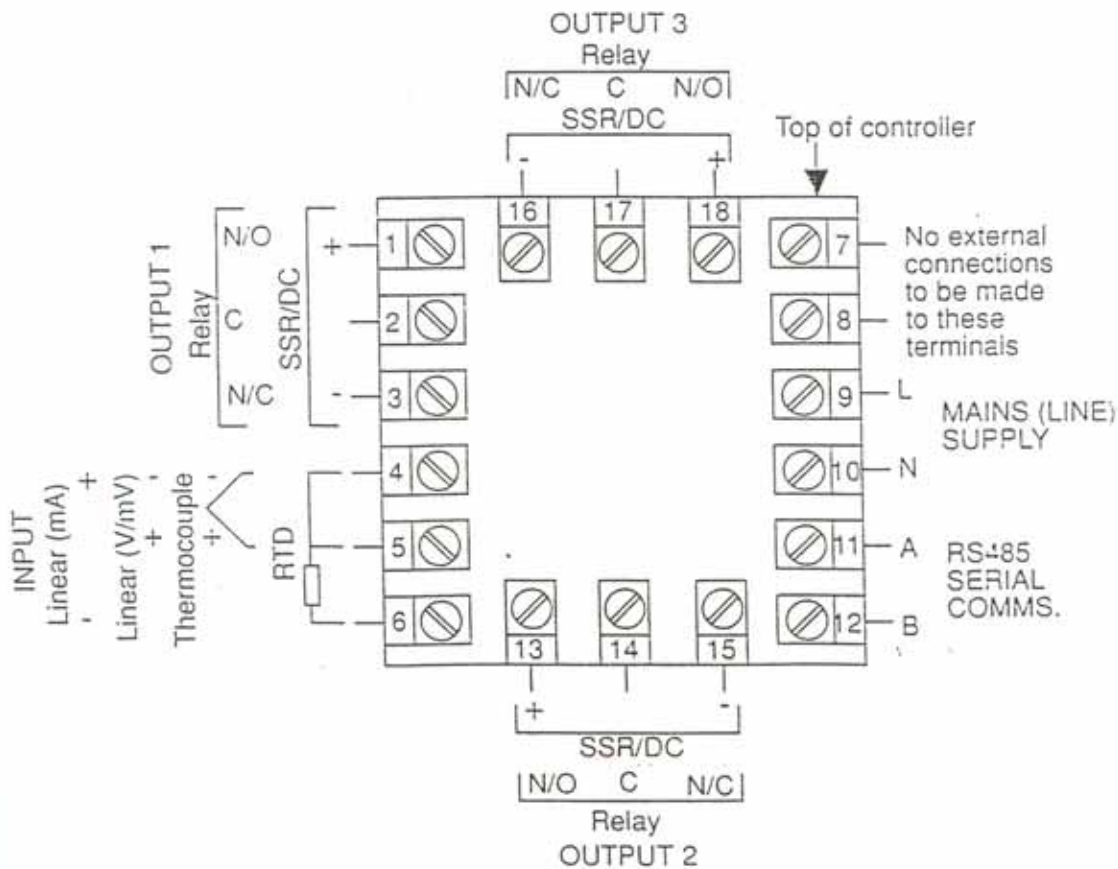 OUTPUT 3
Relay
N/C C N/O
SSR/DC
- +
Top of controller
16 17 18
OUTPUT 1
Relay
N/O
C
N/C
SSR/DC
+
-
1
2
3
4
5
6
7
8
9
10
11
12
No external
connections
to be made
to these
terminals
L
N
MAINS (LINE)
SUPPLY
A
B
RS485
SERIAL
COMMS.
INPUT
Linear (mA)
+
-
Linear (V/mV)
-
+
Thermocouple
-
+
RTD
13 14 15
+ -
SSR/DC
N/O C N/C
Relay
OUTPUT 2